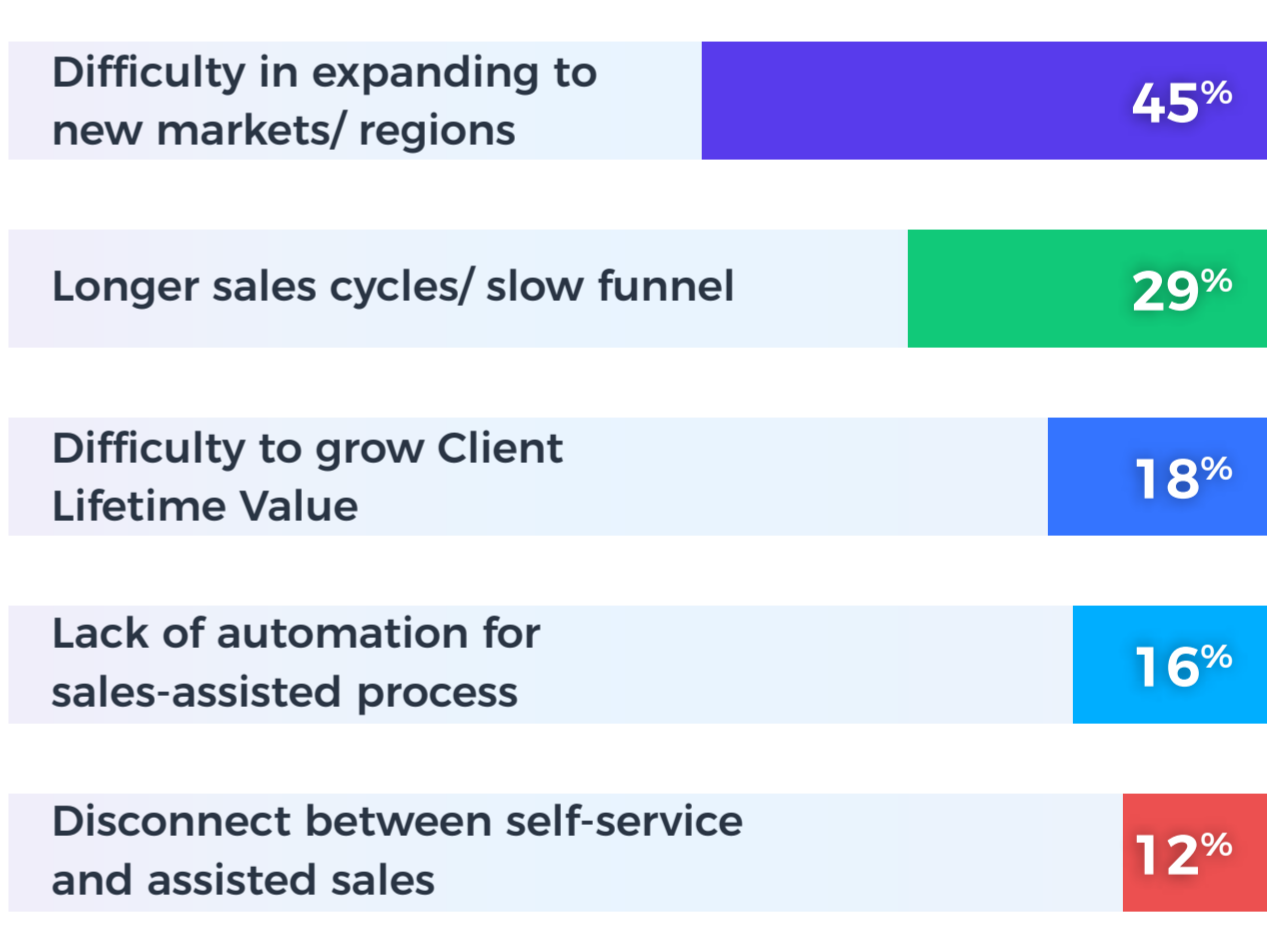 Difficulty in expanding to
new markets/ regions
45%
Longer sales cycles/ slow funnel
29%
Difficulty to grow Client
Lifetime Value
18%
Lack of automation for
sales-assisted process
16%
Disconnect between self-service
and assisted sales
12%